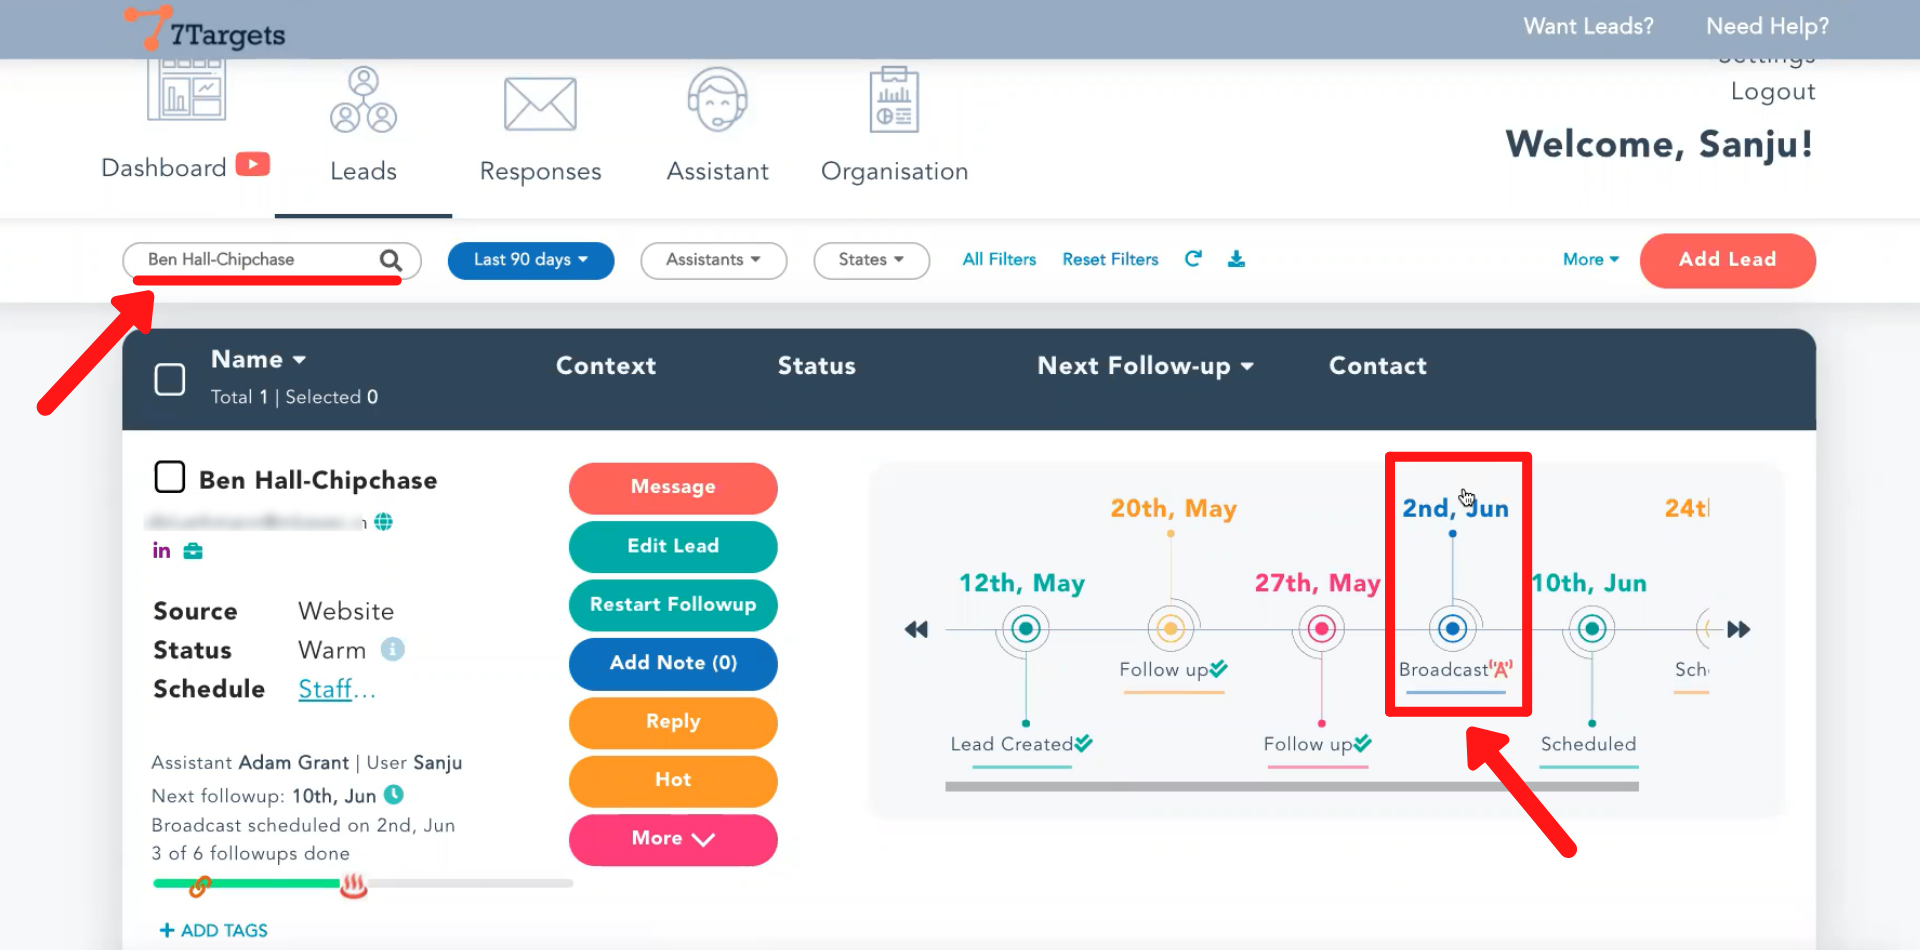 7Targets
Want Leads?
Need Help?
Settings
Logout
Welcome, Sanju!
Dashboard
Leads
Responses
Assistant
Organisation
Ben Hall-Chipchase
Last 90 days
Assistants
States
All Filters
Reset Filters
More
Add Lead
Name
Total 1 | Selected 0
Context
Status
Next Follow-up
Contact
Ben Hall-Chipchase
in
Source Website
Status Warm
Schedule Staff...
Assistant Adam Grant | User Sanju
Next followup: 10th, Jun
Broadcast scheduled on 2nd, Jun
3 of 6 followups done
+ ADD TAGS
Message
Edit Lead
Restart Followup
Add Note (0)
Reply
Hot
More
12th, May
Lead Created
20th, May
Follow up
27th, May
Follow up
2nd, Jun
Broadcast
10th, Jun
Scheduled